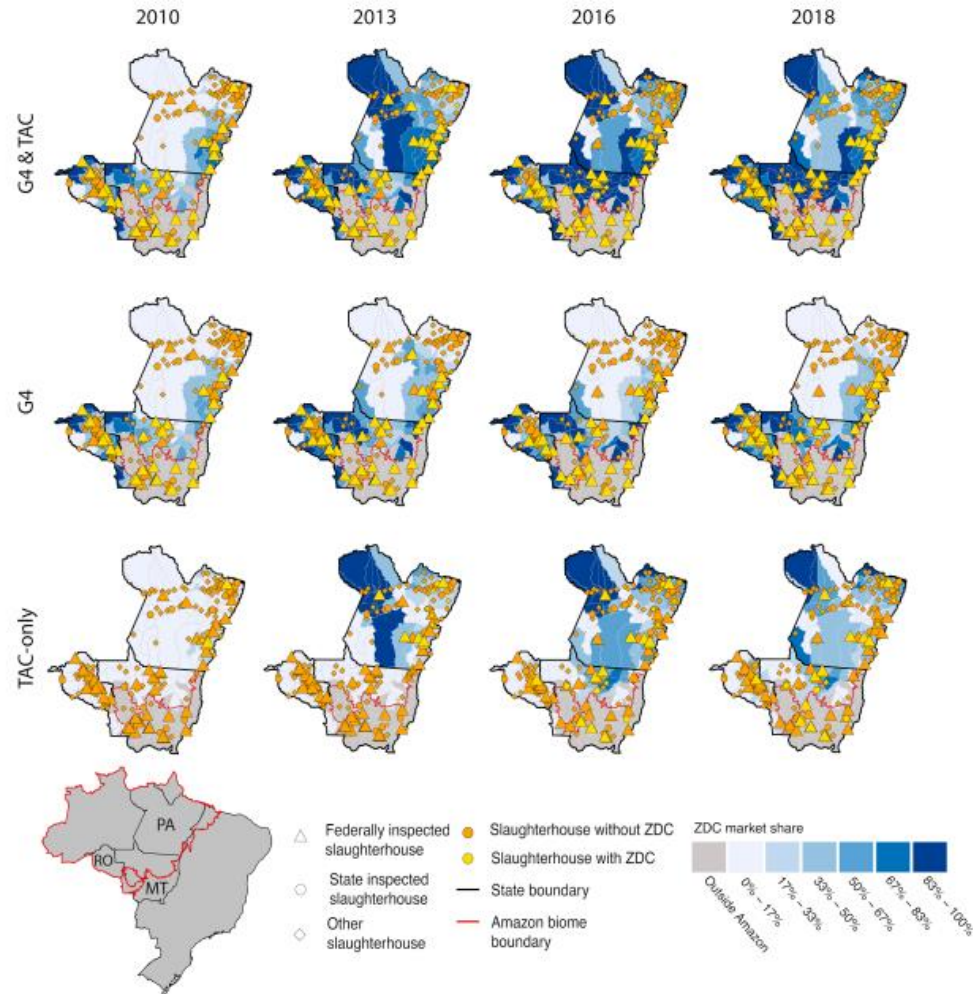 2010 2013 2016 2018
G4 & TAC
G4
TAC-only
PA
RO
MT
Federally inspected
slaughterhouse
State inspected
slaughterhouse
Other
slaughterhouse
Slaughterhouse without ZDC
Slaughterhouse with ZDC
State boundary
Amazon biome
boundary
ZDC market share
Outside Amazon
0% – 17%
17% – 33%
33% – 50%
50% – 67%
67% – 83%
83% – 100%